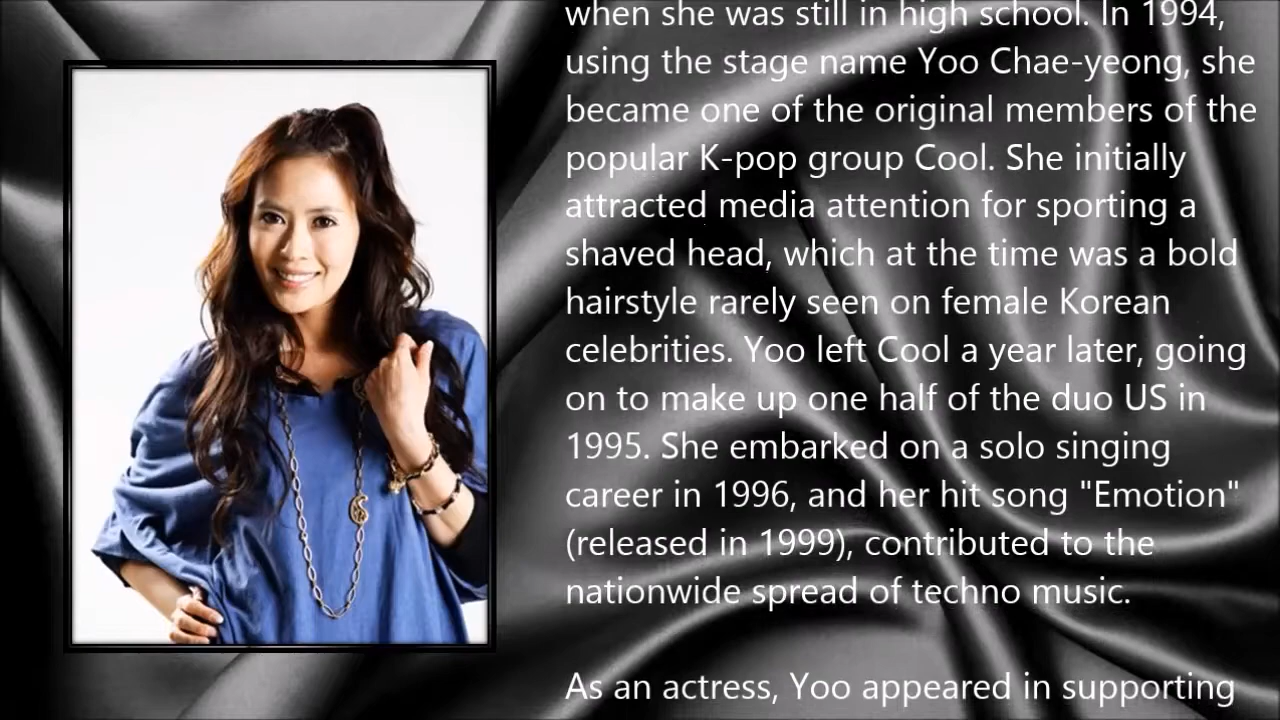 when she was still in high school. In 1994,
using the stage name Yoo Chae-yeong, she
became one of the original members of the
popular K-pop group Cool. She initially
attracted media attention for sporting a
shaved head, which at the time was a bold
hairstyle rarely seen on female Korean
celebrities. Yoo left Cool a year later, going
on to make up one half of the duo US in
1995. She embarked on a solo singing
career in 1996, and her hit song "Emotion"
(released in 1999), contributed to the
nationwide spread of techno music.
As an actress, Yoo appeared in supporting